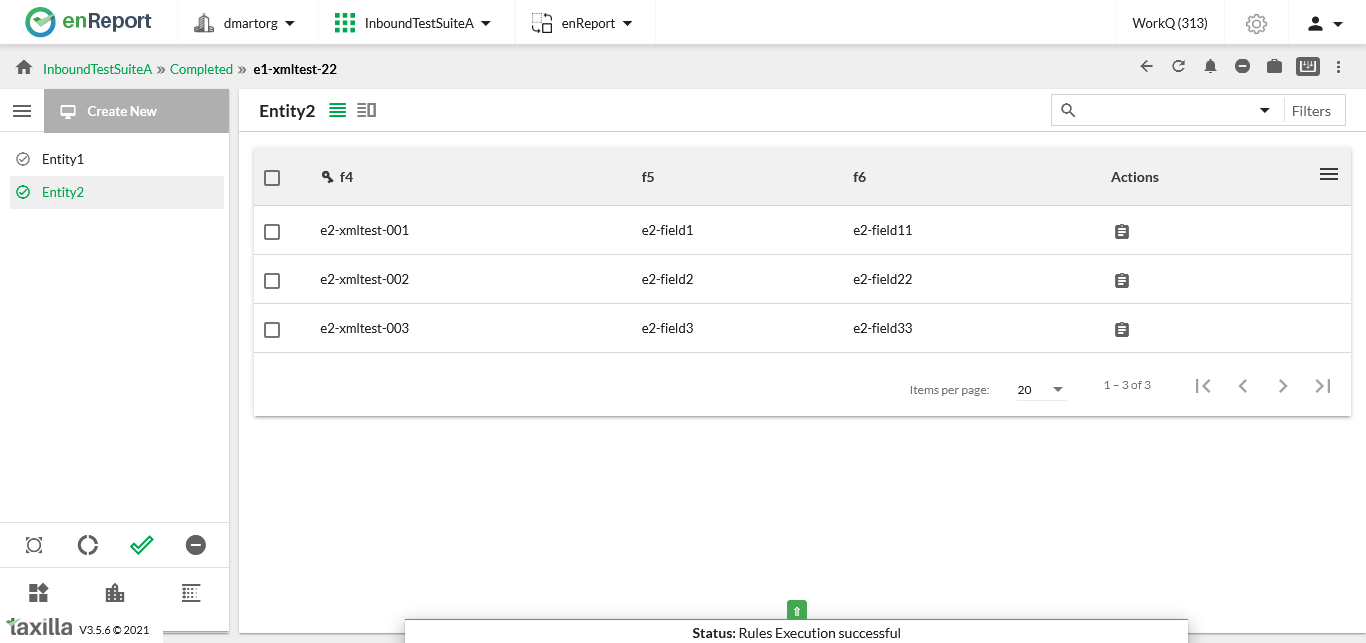 enReport
dmartorg
InboundTestSuiteA
enReport
WorkQ (313)
InboundTestSuiteA » Completed » e1-xmltest-22
Create New
Entity2
Filters
Entity1
Entity2
f4 f5 f6 Actions
e2-xmltest-001 e2-field1 e2-field11
e2-xmltest-002 e2-field2 e2-field22
e2-xmltest-003 e2-field3 e2-field33
Items per page: 20 1 – 3 of 3
taxilla V3.5.6 © 2021
Status: Rules Execution successful